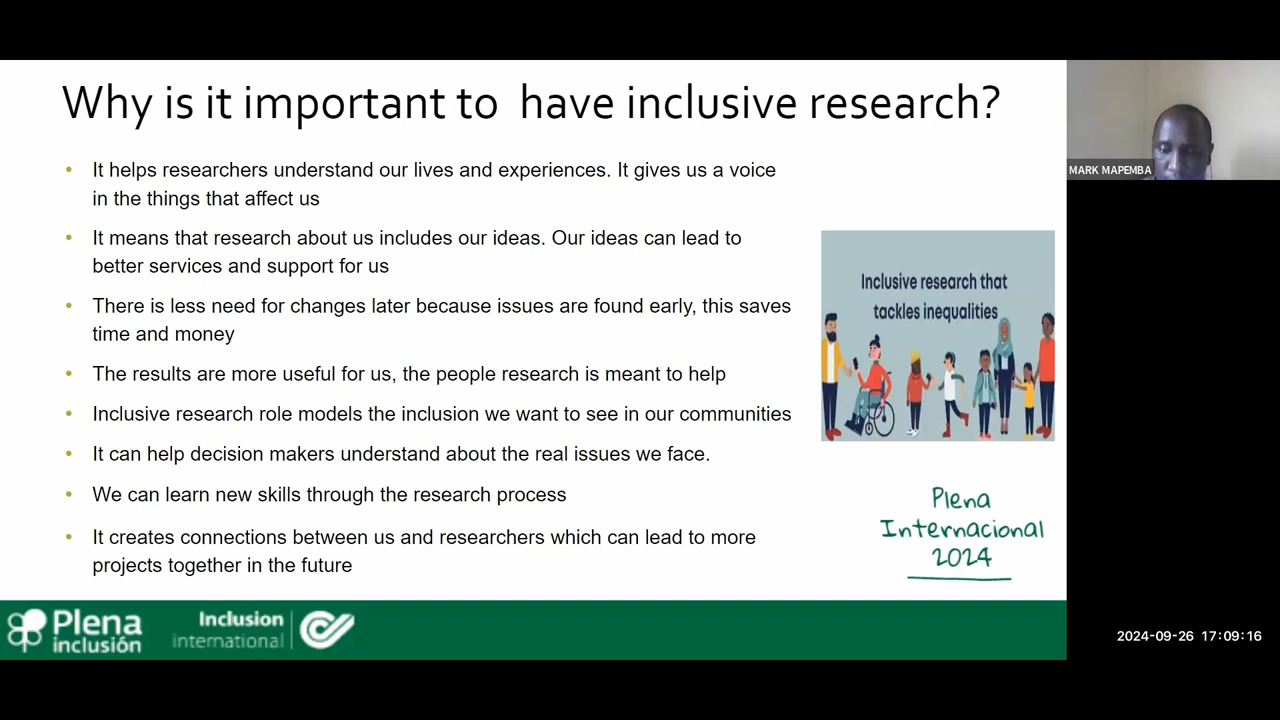 Why is it important to  have inclusive research?
• It helps researchers understand our lives and experiences. It gives us a voice
in the things that affect us
• It means that research about us includes our ideas. Our ideas can lead to
better services and support for us
• There is less need for changes later because issues are found early, this saves
time and money
• The results are more useful for us, the people research is meant to help
• Inclusive research role models the inclusion we want to see in our communities
• It can help decision makers understand about the real issues we face.
• We can learn new skills through the research process
• It creates connections between us and researchers which can lead to more
projects together in the future
Inclusive research that
tackles inequalities
Plena
Internacional
2024
Plena
inclusión
Inclusion
international
MARK MAPEMBA
2024-09-26 17:09:16